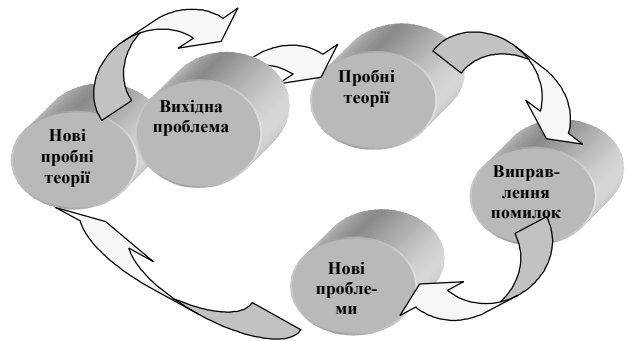 Вихідна
проблема
Пробні
теорії
Виправ-
лення
помилок
Нові
пробле-
ми
Нові
пробні
теорії